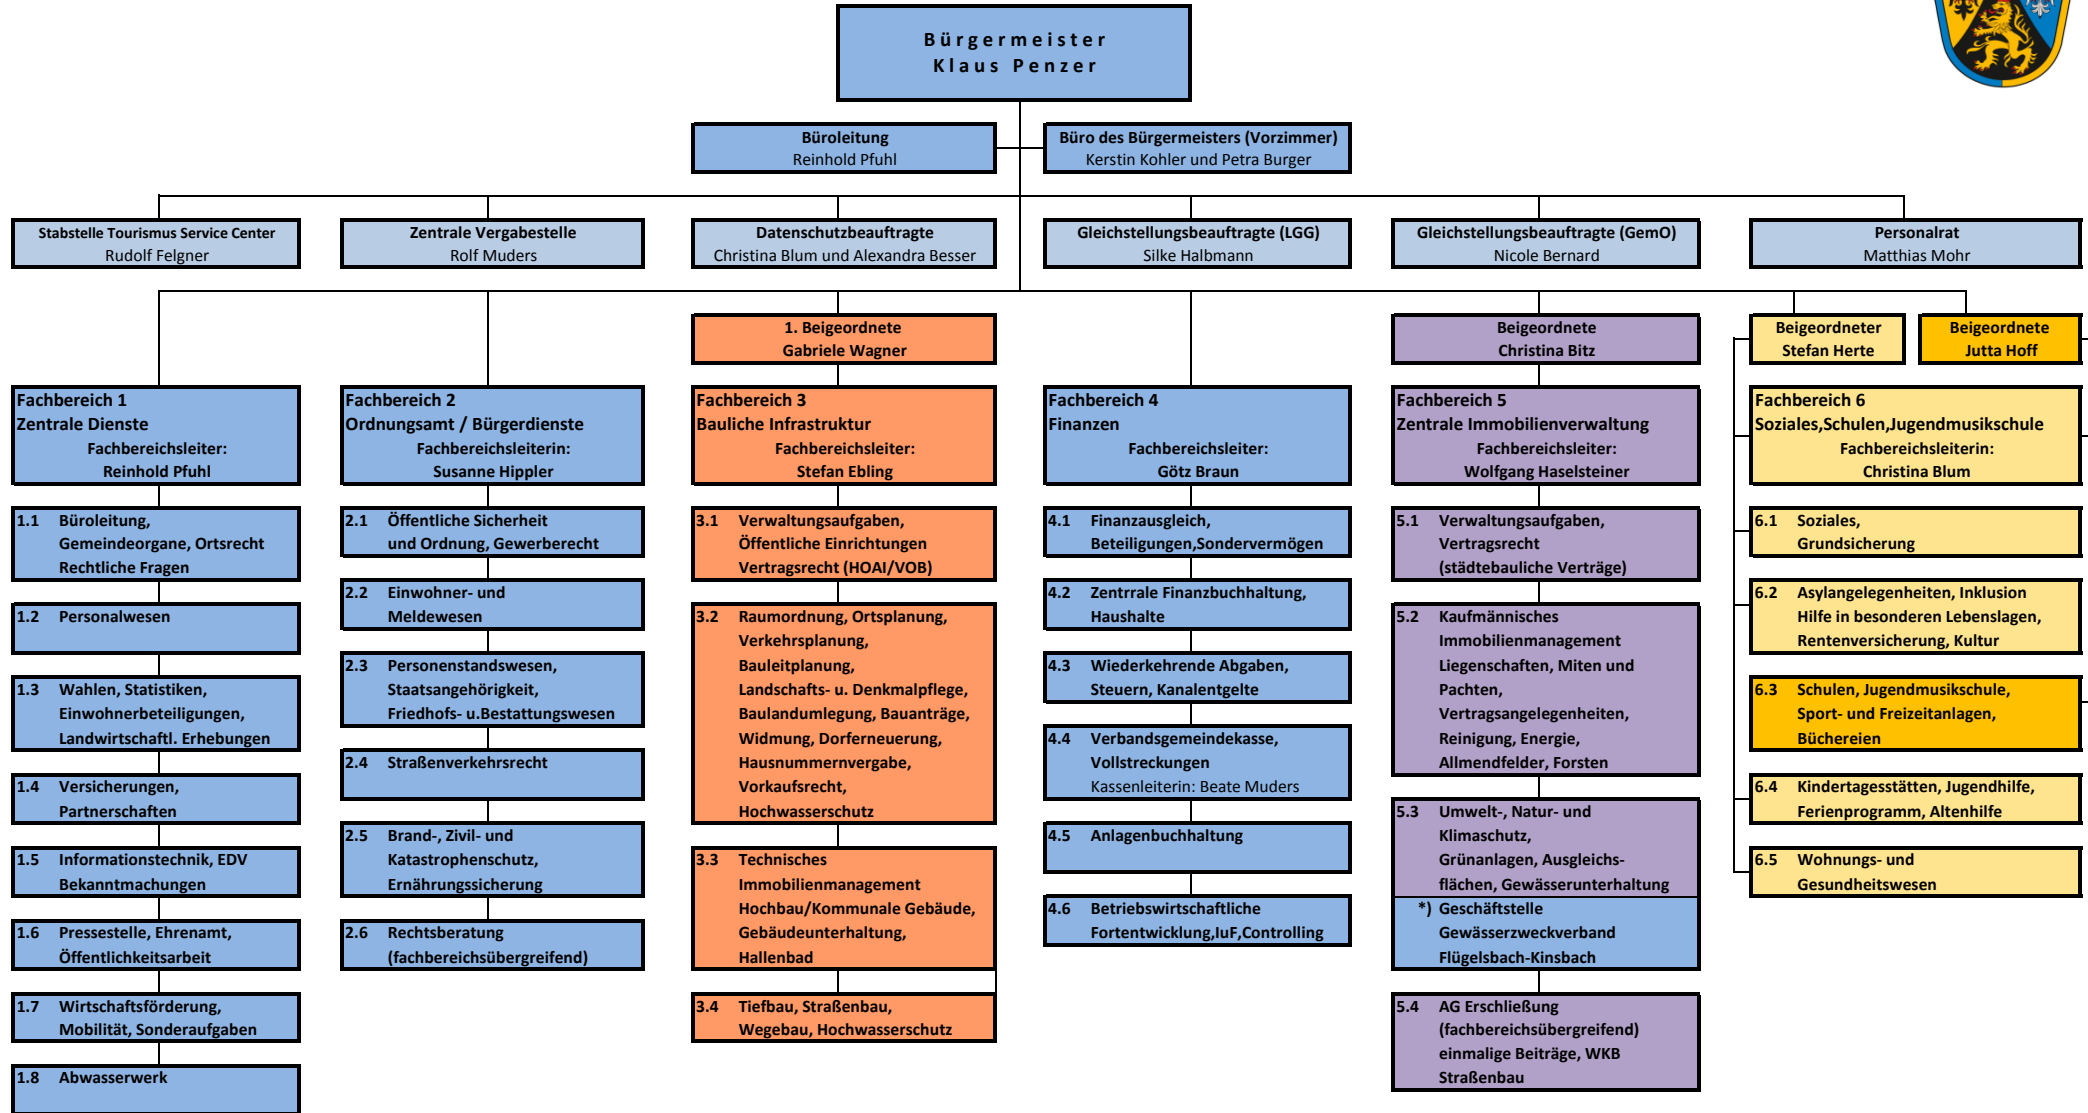 Bürgermeister
Klaus Penzer
Büroleitung
Reinhold Pfuhl
Büro des Bürgermeisters (Vorzimmer)
Kerstin Kohler und Petra Burger
Stabstelle Tourismus Service Center
Rudolf Felgner
Zentrale Vergabestelle
Rolf Muders
Datenschutzbeauftragte
Christina Blum und Alexandra Besser
Gleichstellungsbeauftragte (LGG)
Silke Halbmann
Gleichstellungsbeauftragte (GemO)
Nicole Bernard
Personalrat
Matthias Mohr
1. Beigeordnete
Gabriele Wagner
Beigeordnete
Christina Bitz
Beigeordneter
Stefan Herte
Beigeordnete
Jutta Hoff
Fachbereich 1
Zentrale Dienste
Fachbereichsleiter:
Reinhold Pfuhl
1.1 Büroleitung,
Gemeindeorgane, Ortsrecht
Rechtliche Fragen
1.2 Personalwesen
1.3 Wahlen, Statistiken,
Einwohnerbeteiligungen,
Landwirtschaftl. Erhebungen
1.4 Versicherungen,
Partnerschaften
1.5 Informationstechnik, EDV
Bekanntmachungen
1.6 Pressestelle, Ehrenamt,
Öffentlichkeitsarbeit
1.7 Wirtschaftsförderung,
Mobilität, Sonderaufgaben
1.8 Abwasserwerk
Fachbereich 2
Ordnungsamt / Bürgerdienste
Fachbereichsleiterin:
Susanne Hippler
2.1 Öffentliche Sicherheit
und Ordnung, Gewerberecht
2.2 Einwohner- und
Meldewesen
2.3 Personenstandswesen,
Staatsangehörigkeit,
Friedhofs- u.Bestattungswesen
2.4 Straßenverkehrsrecht
2.5 Brand-, Zivil- und
Katastrophenschutz,
Ernährungssicherung
2.6 Rechtsberatung
(fachbereichsübergreifend)
Fachbereich 3
Bauliche Infrastruktur
Fachbereichsleiter:
Stefan Ebling
3.1 Verwaltungsaufgaben,
Öffentliche Einrichtungen
Vertragsrecht (HOAI/VOB)
3.2 Raumordnung, Ortsplanung,
Verkehrsplanung,
Bauleitplanung,
Landschafts- u. Denkmalpflege,
Baulandumlegung, Bauanträge,
Widmung, Dorferneuerung,
Hausnummernvergabe,
Vorkaufsrecht,
Hochwasserschutz
3.3 Technisches
Immobilienmanagement
Hochbau/Kommunale Gebäude,
Gebäudeunterhaltung,
Hallenbad
3.4 Tiefbau, Straßenbau,
Wegebau, Hochwasserschutz
Fachbereich 4
Finanzen
Fachbereichsleiter:
Götz Braun
4.1 Finanzausgleich,
Beteiligungen,Sondervermögen
4.2 Zentrrale Finanzbuchhaltung,
Haushalte
4.3 Wiederkehrende Abgaben,
Steuern, Kanalentgelte
4.4 Verbandsgemeindekasse,
Vollstreckungen
Kassenleiterin: Beate Muders
4.5 Anlagenbuchhaltung
4.6 Betriebswirtschaftliche
Fortentwicklung,IuF,Controlling
Fachbereich 5
Zentrale Immobilienverwaltung
Fachbereichsleiter:
Wolfgang Haselsteiner
5.1 Verwaltungsaufgaben,
Vertragsrecht
(städtebauliche Verträge)
5.2 Kaufmännisches
Immobilienmanagement
Liegenschaften, Miten und
Pachten,
Vertragsangelegenheiten,
Reinigung, Energie,
Allmendfelder, Forsten
5.3 Umwelt-, Natur- und
Klimaschutz,
Grünanlagen, Ausgleichs-
flächen, Gewässerunterhaltung
*) Geschäftstelle
Gewässerzweckverband
Flügelsbach-Kinsbach
5.4 AG Erschließung
(fachbereichsübergreifend)
einmalige Beiträge, WKB
Straßenbau
Fachbereich 6
Soziales,Schulen,Jugendmusikschule
Fachbereichsleiterin:
Christina Blum
6.1 Soziales,
Grundsicherung
6.2 Asylangelegenheiten, Inklusion
Hilfe in besonderen Lebenslagen,
Rentenversicherung, Kultur
6.3 Schulen, Jugendmusikschule,
Sport- und Freizeitanlagen,
Büchereien
6.4 Kindertagesstätten, Jugendhilfe,
Ferienprogramm, Altenhilfe
6.5 Wohnungs- und
Gesundheitswesen